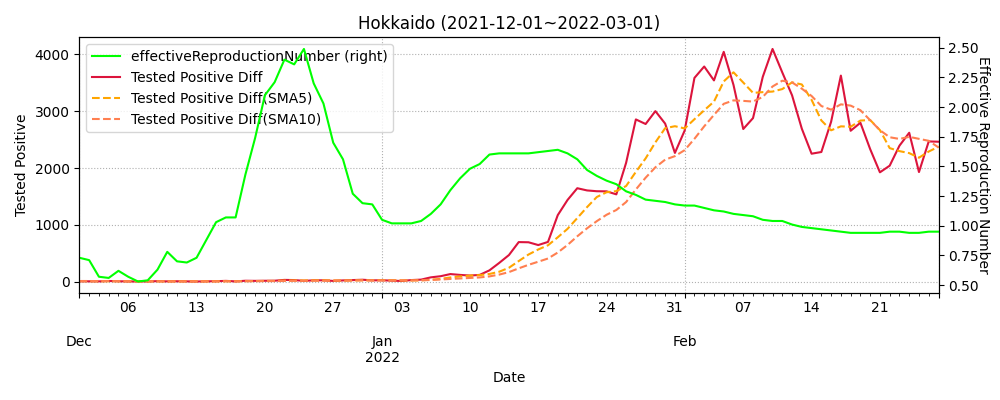 Hokkaido (2021-12-01~2022-03-01)
effectiveReproductionNumber (right)
Tested Positive Diff
Tested Positive Diff(SMA5)
Tested Positive Diff(SMA10)
Tested Positive
4000
3000
2000
1000
0
2.50
2.25
2.00
1.75
1.50
1.25
1.00
0.75
0.50
Effective Reproduction Number
06 13 20 27 03 10 17 24 31 07 14 21
Dec Jan Feb
2022
Date